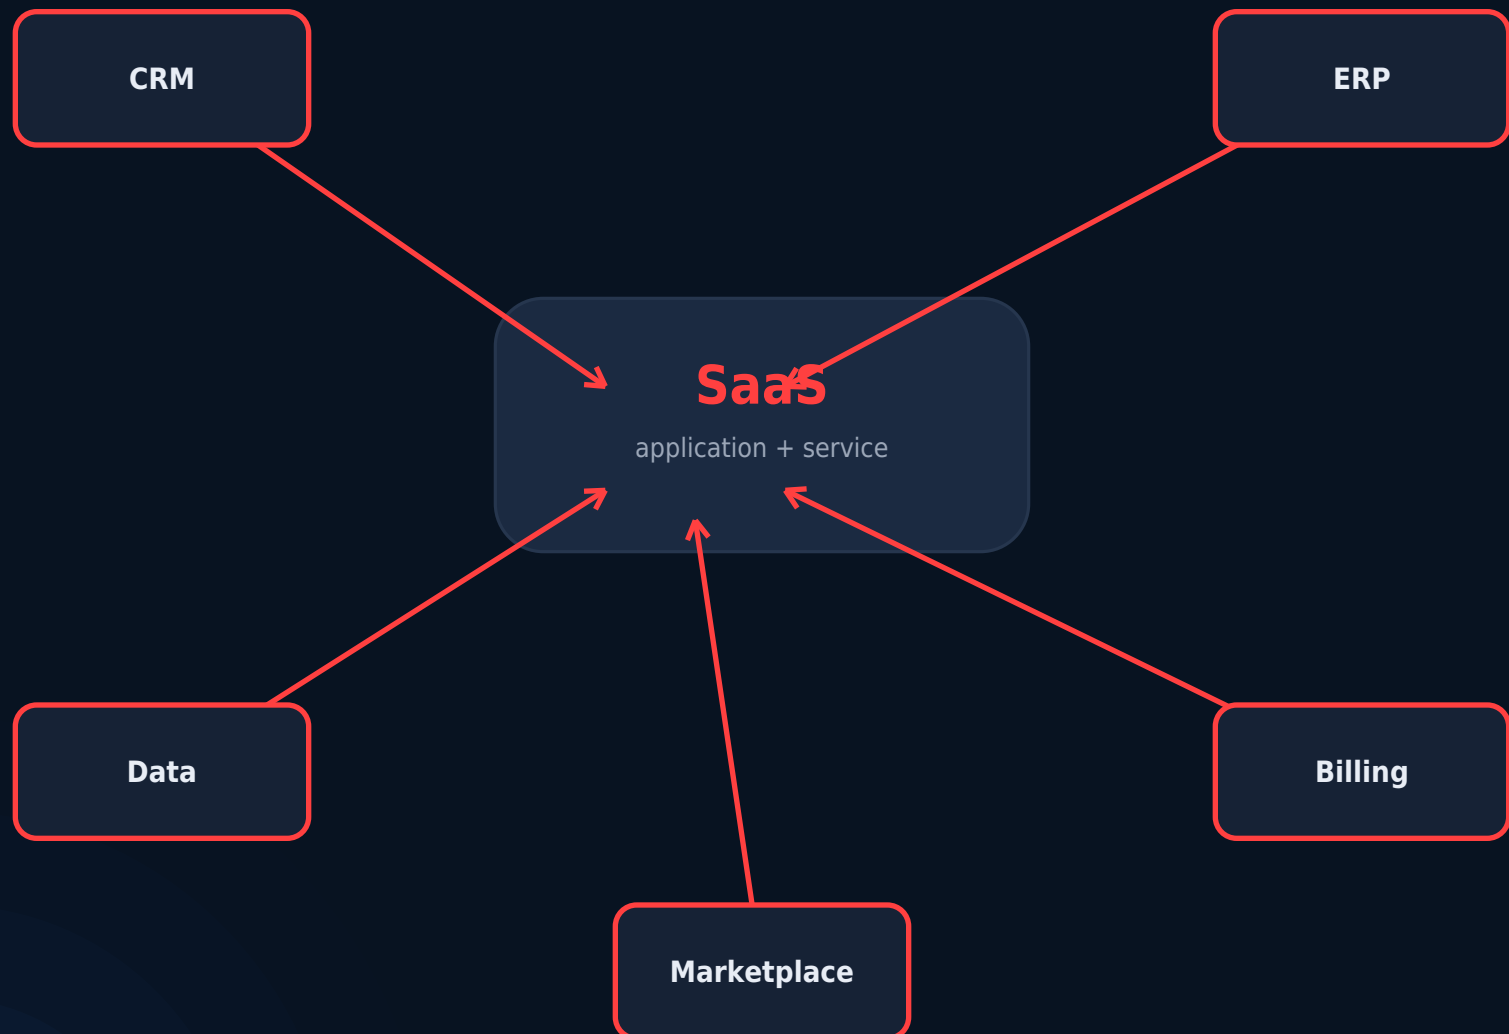 CRM
ERP
SaaS
application + service
Data
Billing
Marketplace